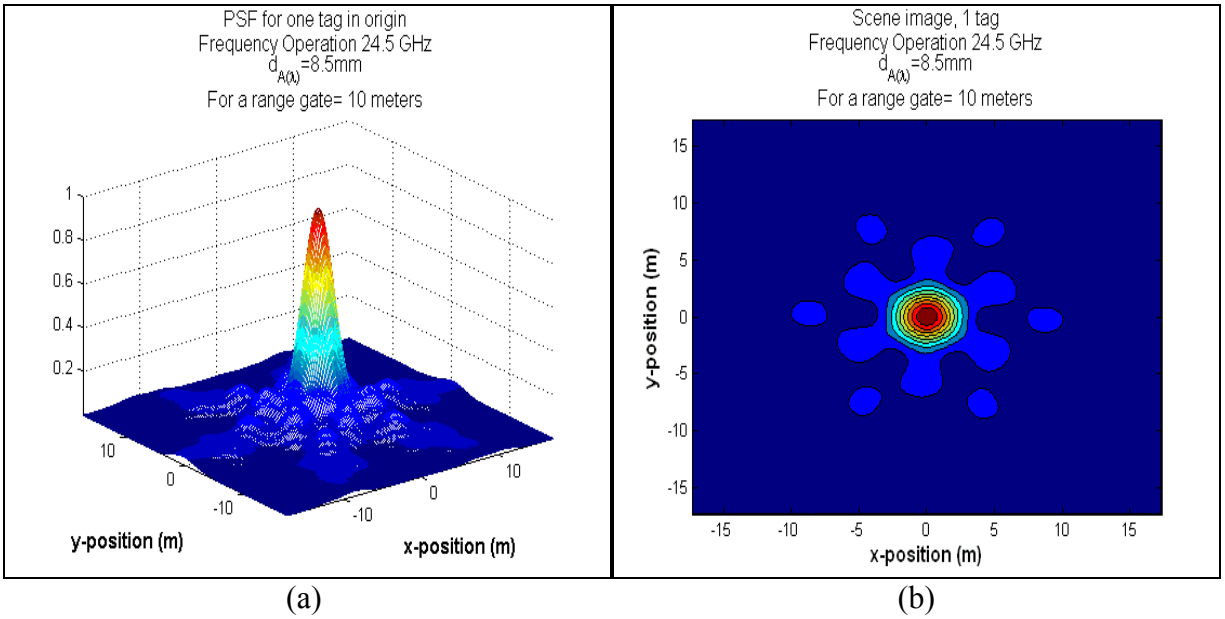 PSF for one tag in origin
Frequency Operation 24.5 GHz
d_A(λ)=8.5mm
For a range gate= 10 meters
1
0.8
0.6
0.4
0.2
10
0
-10
-10
0
10
y-position (m)
x-position (m)
(a)
Scene image, 1 tag
Frequency Operation 24.5 GHz
d_A(λ)=8.5mm
For a range gate= 10 meters
15
10
5
0
-5
-10
-15
-15 -10 -5 0 5 10 15
y-position (m)
x-position (m)
(b)